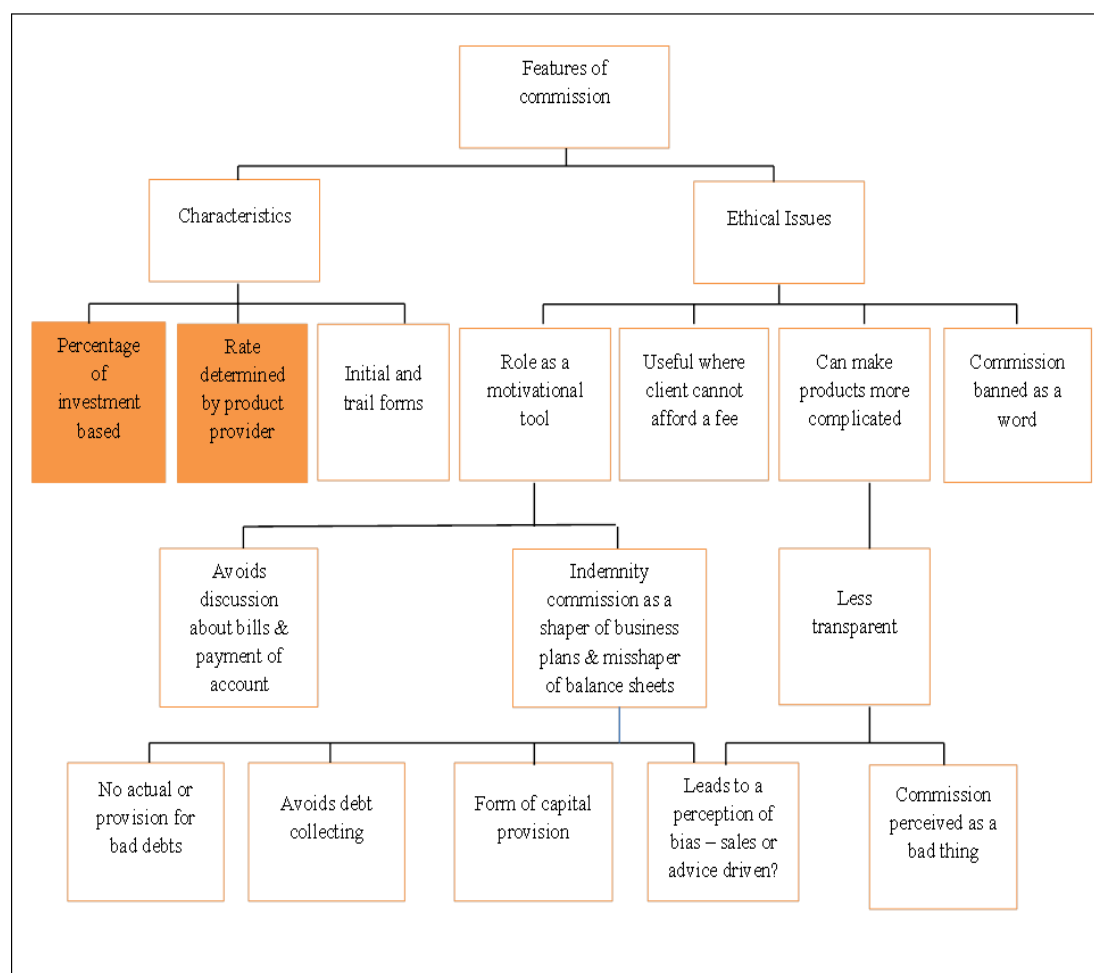 Features of
commission
Characteristics
Ethical Issues
Percentage
of
investment
based
Rate
determined
by product
provider
Initial and
trail forms
Role as a
motivational
tool
Useful where
client cannot
afford a fee
Can make
products more
complicated
Commission
banned as a
word
Avoids
discussion
about bills &
payment of
account
Indemnity
commission as a
shaper of business
plans & misshaper
of balance sheets
Less
transparent
No actual or
provision for
bad debts
Avoids debt
collecting
Form of capital
provision
Leads to a
perception of
bias – sales or
advice driven?
Commission
perceived as a
bad thing